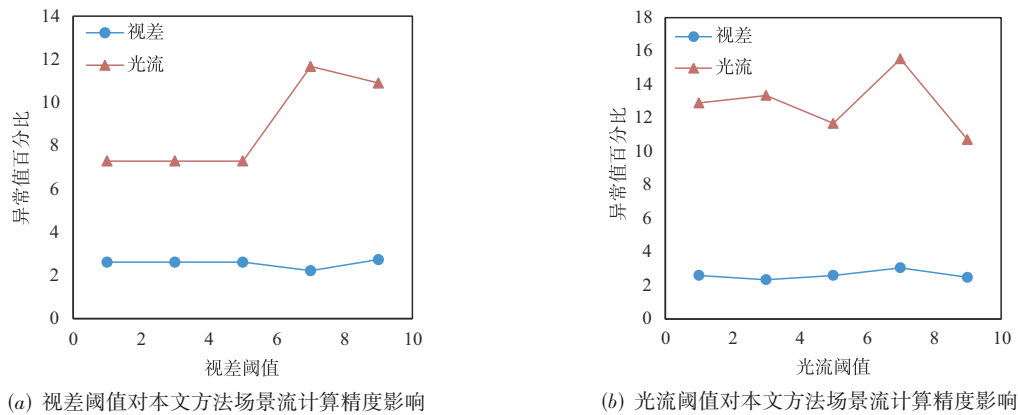 14
12
10
8
6
4
2
0
异常值百分比
视差
光流
0 2 4 6 8 10
视差阈值
(a) 视差阈值对本文方法场景流计算精度影响
18
16
14
12
10
8
6
4
2
0
异常值百分比
视差
光流
0 2 4 6 8 10
光流阈值
(b) 光流阈值对本文方法场景流计算精度影响